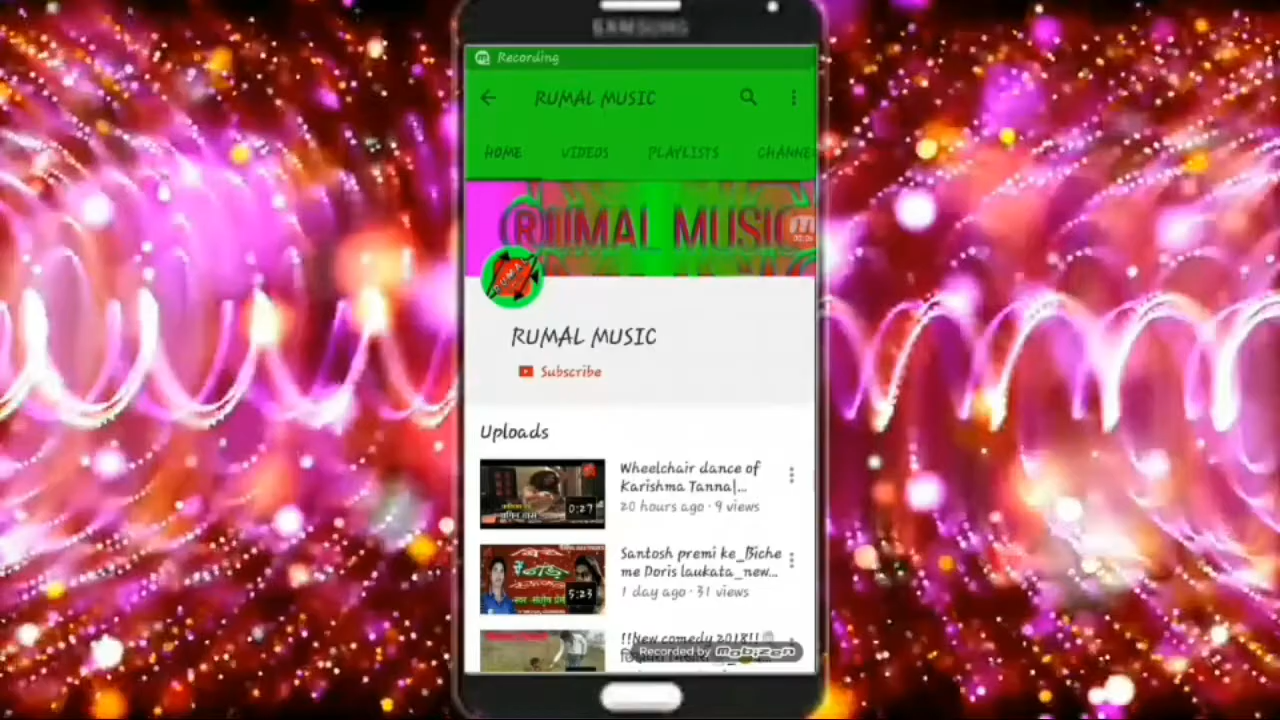 SAMSUNG
Recording
RUMAL MUSIC
HOME VIDEOS PLAYLISTS CHANNE
RUMAL MUSIC
RUMAL
RUMAL MUSIC
Subscribe
Uploads
Wheelchair dance of
Karishma Tanna|...
20 hours ago · 9 views
0:27
Santosh premi ke_Biche
me Doris laukata_new...
1 day ago · 31 views
5:23
!!New comedy 2018!!
Recorded by Mobizen